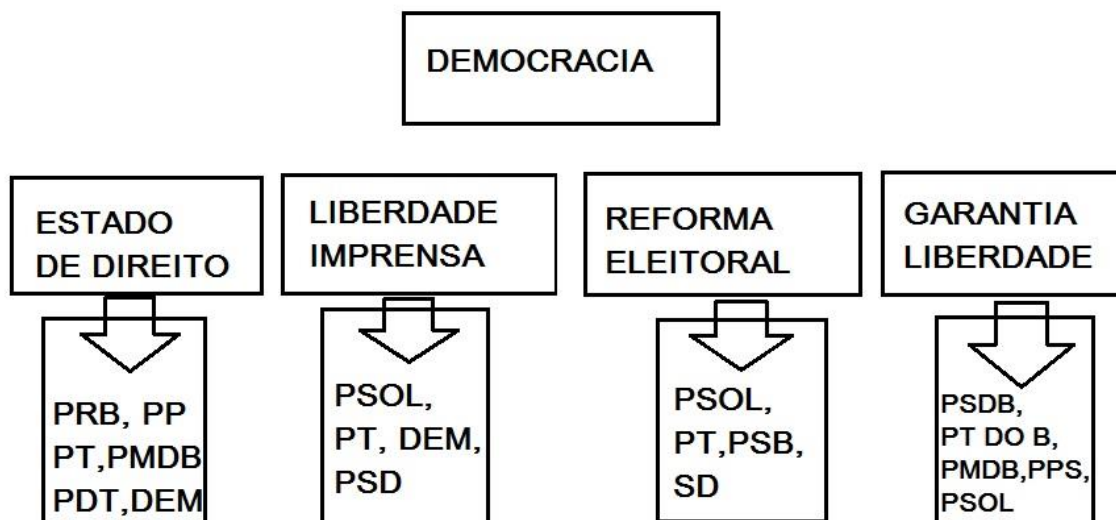 DEMOCRACIA
ESTADO
DE DIREITO
LIBERDADE
IMPRENSA
REFORMA
ELEITORAL
GARANTIA
LIBERDADE
PRB, PP
PT,PMDB
PDT,DEM
PSOL,
PT, DEM,
PSD
PSOL,
PT,PSB,
SD
PSDB,
PT DO B,
PMDB,PPS,
PSOL